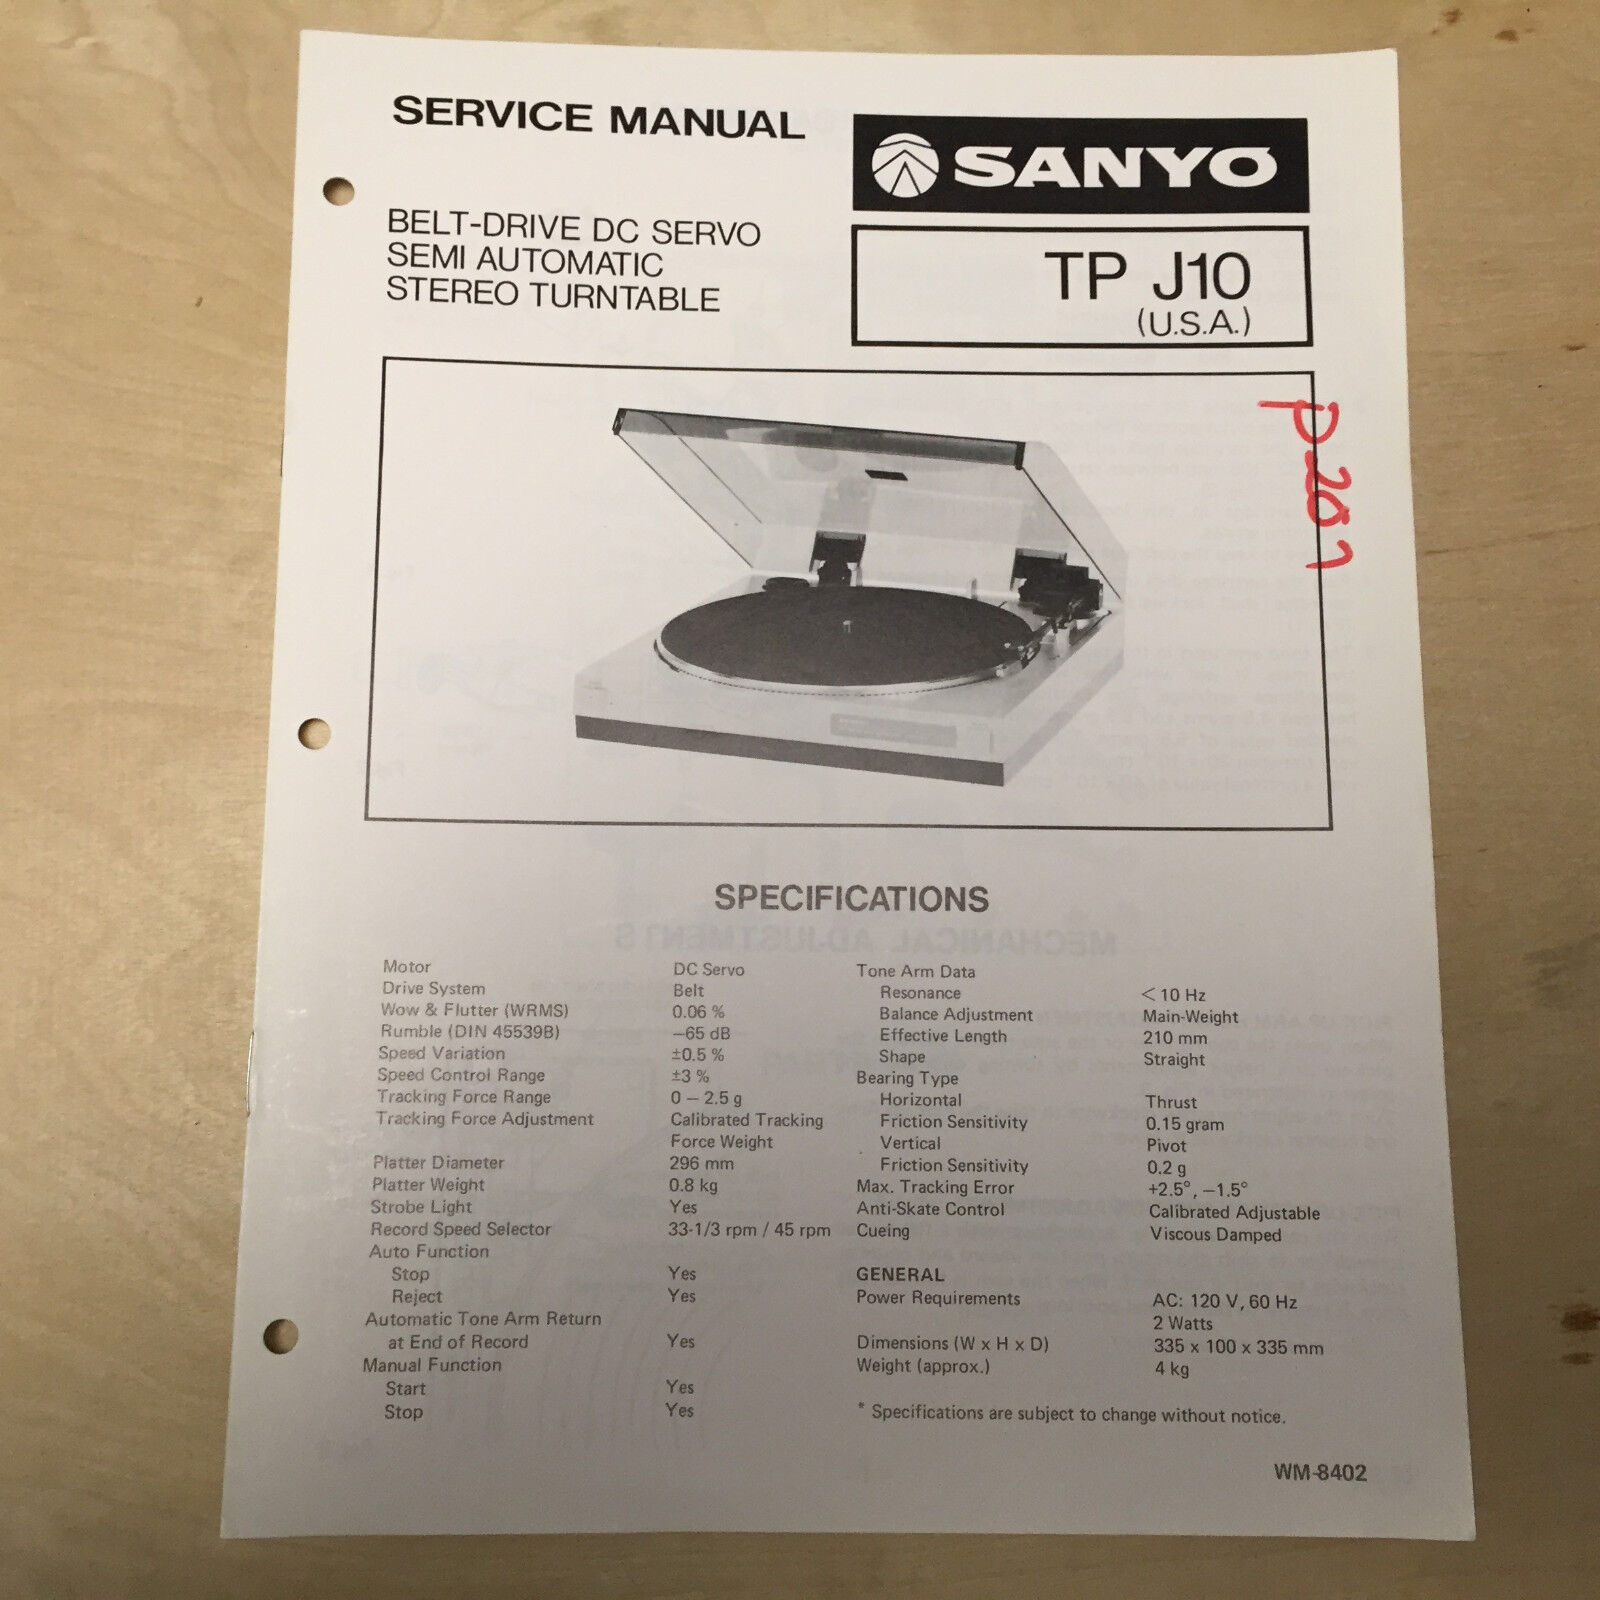 SERVICE MANUAL
SANYO
BELT-DRIVE DC SERVO
SEMI AUTOMATIC
STEREO TURNTABLE
TP J10
(U.S.A.)
SPECIFICATIONS
Motor DC Servo
Drive System Belt
Wow & Flutter (WRMS) 0.06 %
Rumble (DIN 45539B) −65 dB
Speed Variation ±0.5 %
Speed Control Range ±3 %
Tracking Force Range 0 – 2.5 g
Tracking Force Adjustment Calibrated Tracking
Force Weight
Platter Diameter 296 mm
Platter Weight 0.8 kg
Strobe Light Yes
Record Speed Selector 33-1/3 rpm / 45 rpm
Auto Function
Stop Yes
Reject Yes
Automatic Tone Arm Return
at End of Record Yes
Manual Function
Start Yes
Stop Yes
Tone Arm Data
Resonance < 10 Hz
Balance Adjustment Main-Weight
Effective Length 210 mm
Shape Straight
Bearing Type
Horizontal Thrust
Friction Sensitivity 0.15 gram
Vertical Pivot
Friction Sensitivity 0.2 g
Max. Tracking Error +2.5°, −1.5°
Anti-Skate Control Calibrated Adjustable
Cueing Viscous Damped
GENERAL
Power Requirements AC: 120 V, 60 Hz
2 Watts
Dimensions (W x H x D) 335 x 100 x 335 mm
Weight (approx.) 4 kg
* Specifications are subject to change without notice.
WM-8402
MECHANICAL ADJUSTMENTS